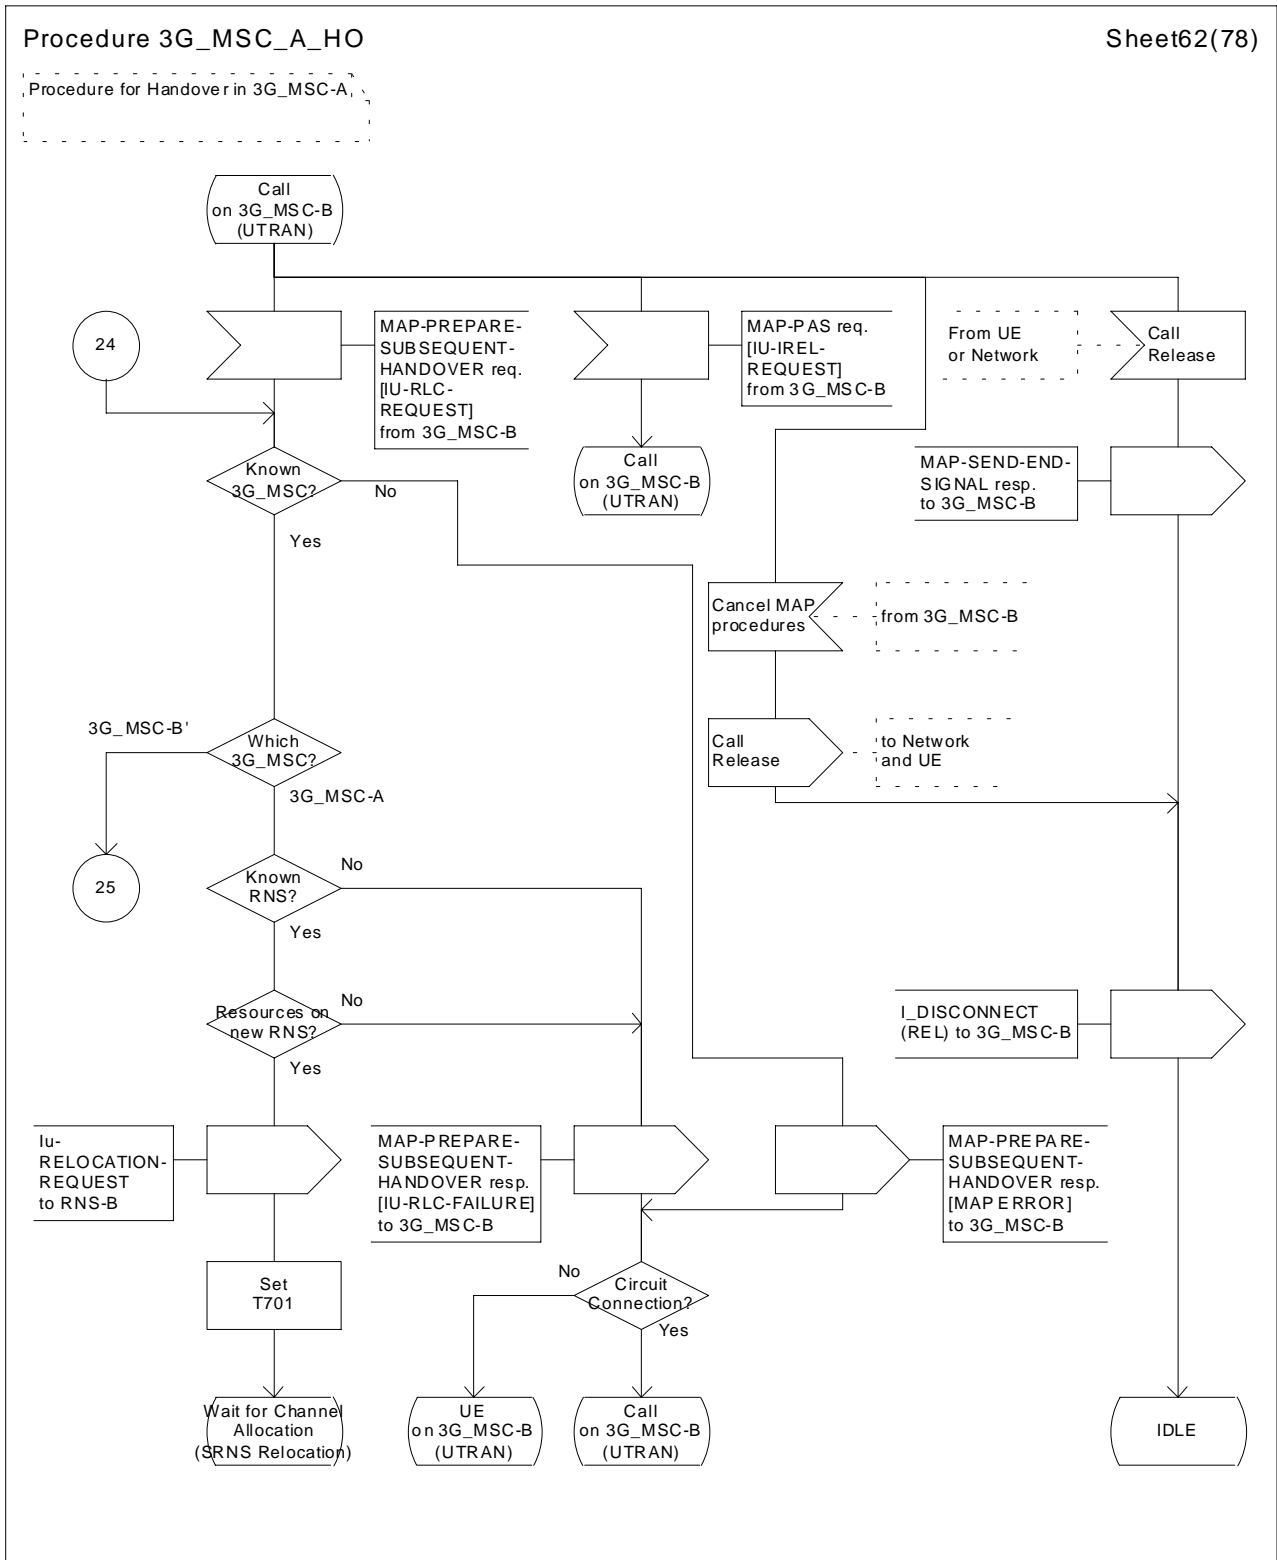 Procedure 3G_MSC_A_HO
Sheet62(78)
Procedure for Handover in 3G_MSC-A
Call
on 3G_MSC-B
(UTRAN)
24
MAP-PREPARE-
SUBSEQUENT-
HANDOVER req.
[IU-RLC-
REQUEST]
from 3G_MSC-B
MAP-PAS req.
[IU-IREL-
REQUEST]
from 3G_MSC-B
From UE
or Network
Call
Release
Known
3G_MSC?
No
Yes
Call
on 3G_MSC-B
(UTRAN)
MAP-SEND-END-
SIGNAL resp.
to 3G_MSC-B
Cancel MAP
procedures
from 3G_MSC-B
3G_MSC-B'
Which
3G_MSC?
3G_MSC-A
Call
Release
to Network
and UE
25
Known
RNS?
No
Yes
Resources on
new RNS?
No
Yes
I_DISCONNECT
(REL) to 3G_MSC-B
Iu-
RELOCATION-
REQUEST
to RNS-B
MAP-PREPARE-
SUBSEQUENT-
HANDOVER resp.
[IU-RLC-FAILURE]
to 3G_MSC-B
MAP-PREPARE-
SUBSEQUENT-
HANDOVER resp.
[MAP ERROR]
to 3G_MSC-B
Set
T701
No
Circuit
Connection?
Yes
Wait for Channel
Allocation
(SRNS Relocation)
UE
on 3G_MSC-B
(UTRAN)
Call
on 3G_MSC-B
(UTRAN)
IDLE